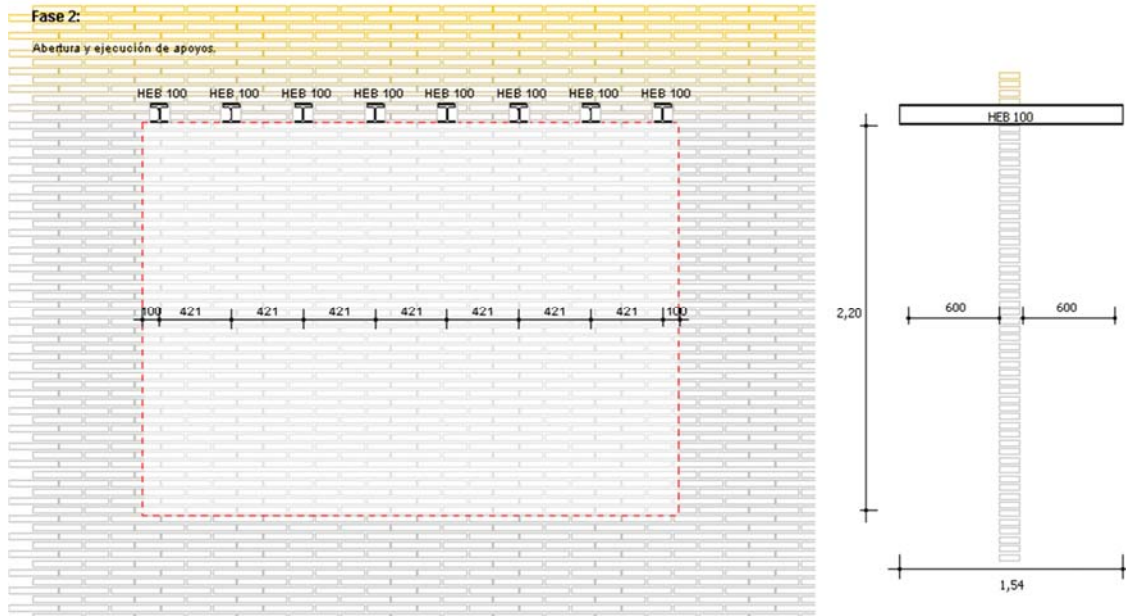 Fase 2:
Abertura y ejecución de apoyos.
HEB 100 HEB 100 HEB 100 HEB 100 HEB 100 HEB 100 HEB 100 HEB 100
100 421 421 421 421 421 421 421 100
HEB 100
2,20
600 600
1,54